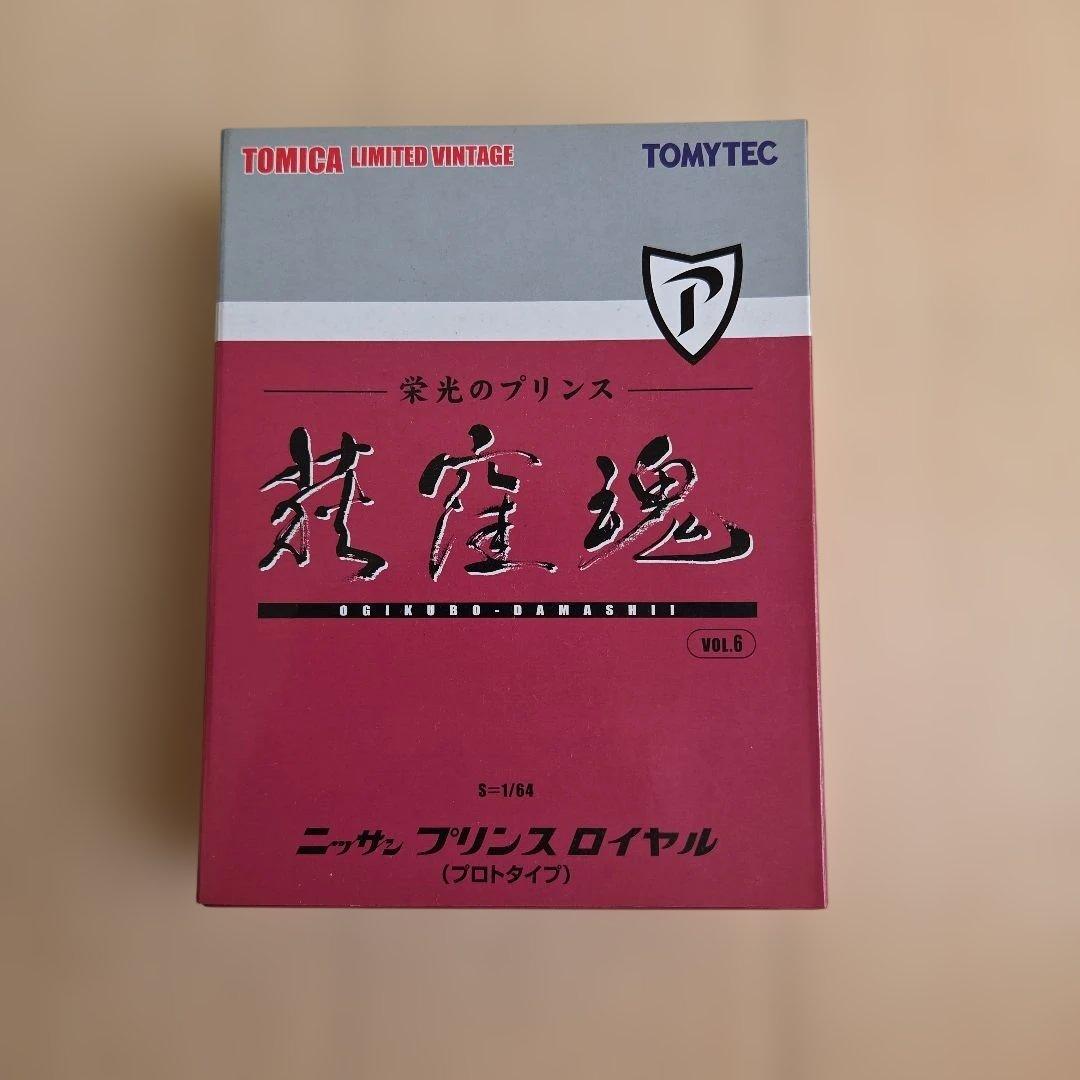 TOMICA LIMITED VINTAGE
TOMYTEC
P
栄光のプリンス
荻窪魂
OGIKUBO-DAMASHII
VOL.6
S=1/64
ニッサン プリンス ロイヤル
(プロトタイプ)